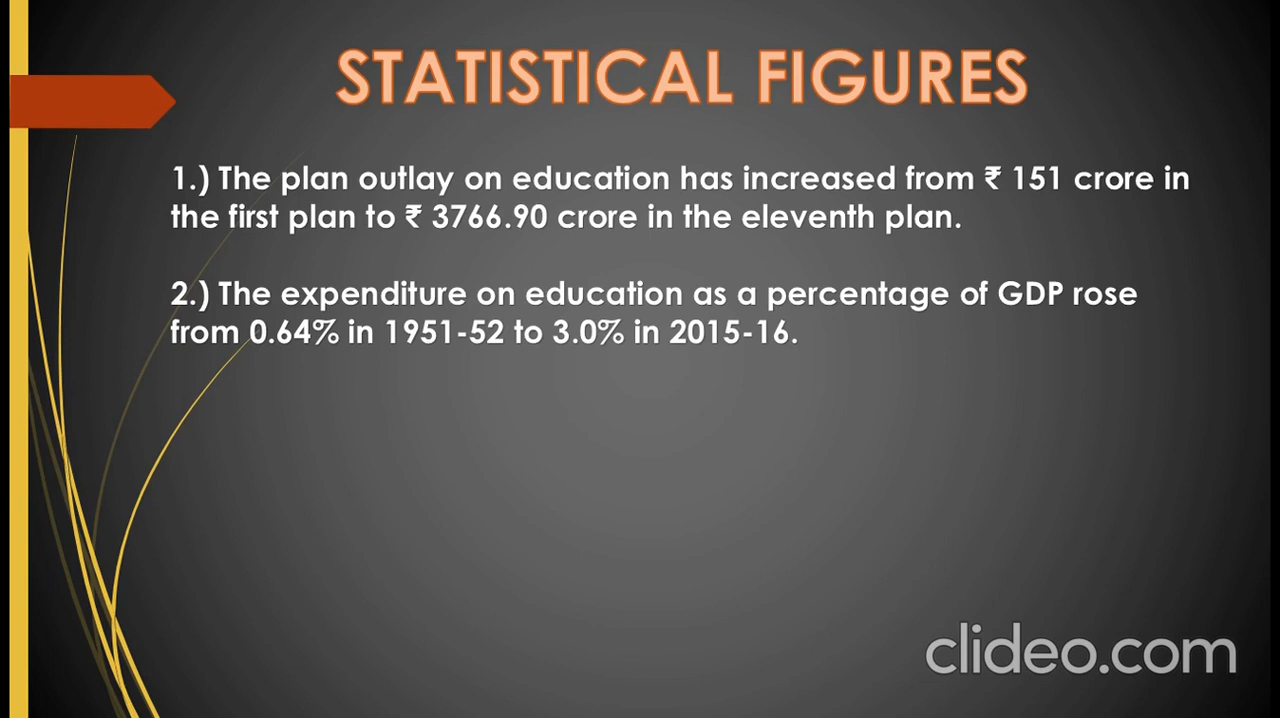 STATISTICAL FIGURES
1.) The plan outlay on education has increased from ₹ 151 crore in
the first plan to ₹ 3766.90 crore in the eleventh plan.
2.) The expenditure on education as a percentage of GDP rose
from 0.64% in 1951-52 to 3.0% in 2015-16.
clideo.com